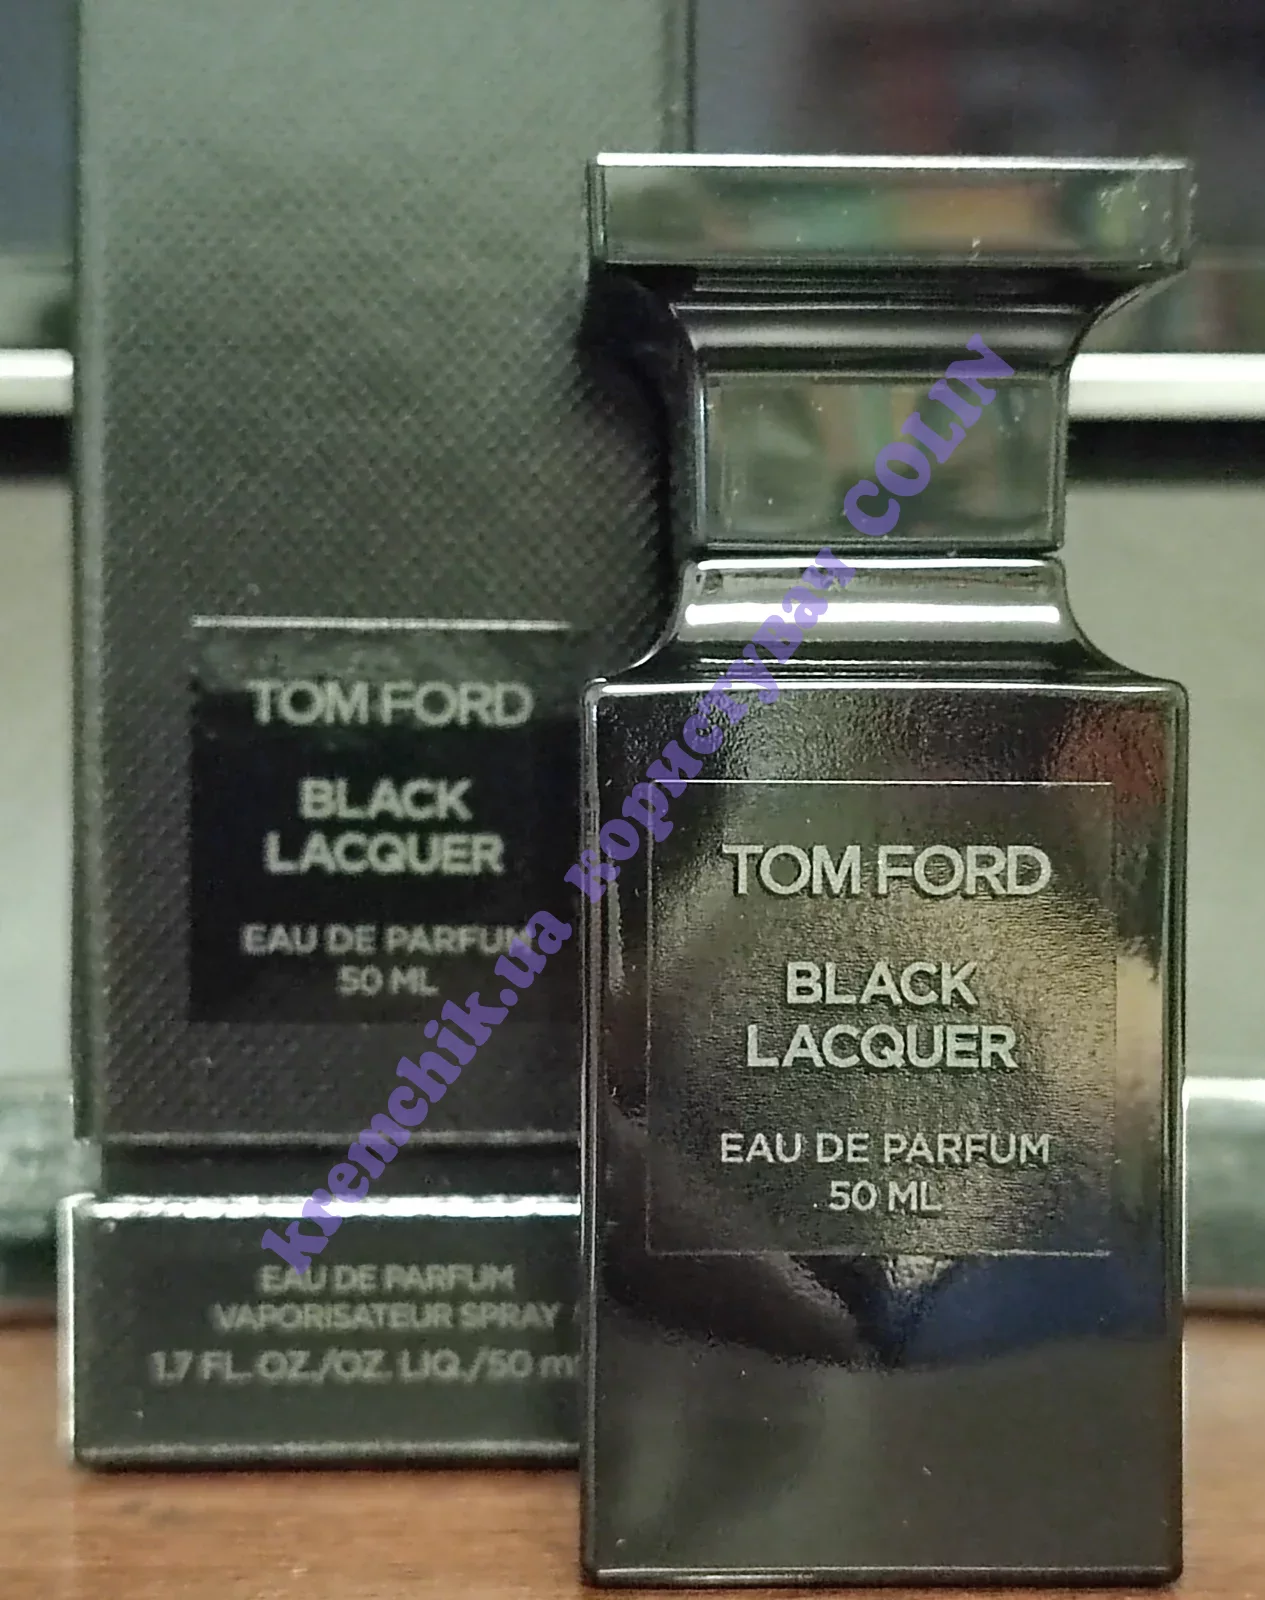 TOM FORD
BLACK
LACQUER
EAU DE PARFUM
50 ML
EAU DE PARFUM
VAPORISATEUR SPRAY
1.7 FL. OZ./OZ. LIQ./50 m
TOM FORD
BLACK
LACQUER
EAU DE PARFUM
50 ML
kremchik.ua користувач COLIN